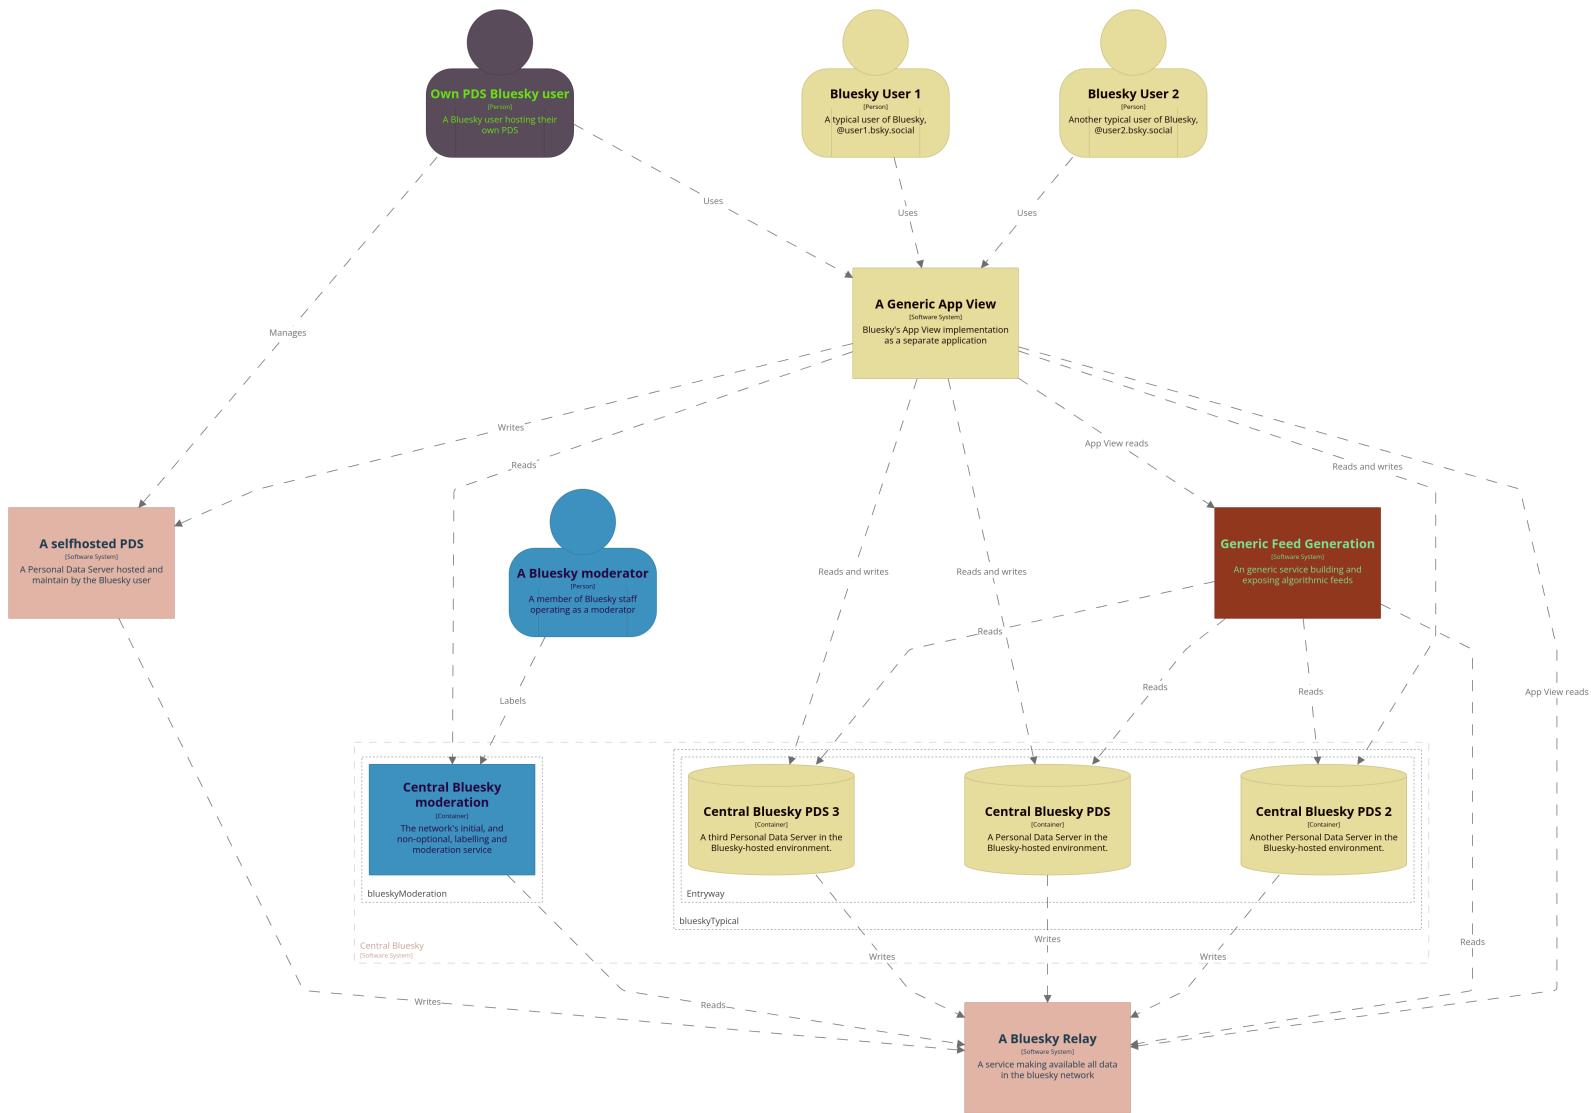 Own PDS Bluesky user
[Person]
A Bluesky user hosting their
own PDS
Bluesky User 1
[Person]
A typical user of Bluesky,
@user1.bsky.social
Bluesky User 2
[Person]
Another typical user of Bluesky,
@user2.bsky.social
Uses
Uses
Uses
A Generic App View
[Software System]
Bluesky's App View implementation
as a separate application
Manages
Writes
Reads
App View reads
Reads and writes
A selfhosted PDS
[Software System]
A Personal Data Server hosted and
maintain by the Bluesky user
A Bluesky moderator
[Person]
A member of Bluesky staff
operating as a moderator
Reads and writes
Reads and writes
Generic Feed Generation
[Software System]
An generic service building and
exposing algorithmic feeds
Reads
Labels
Reads
Reads
App View reads
Central Bluesky
moderation
[Container]
The network's initial, and
non-optional, labelling and
moderation service
Central Bluesky PDS 3
[Container]
A third Personal Data Server in the
Bluesky-hosted environment.
Central Bluesky PDS
[Container]
A Personal Data Server in the
Bluesky-hosted environment.
Central Bluesky PDS 2
[Container]
Another Personal Data Server in the
Bluesky-hosted environment.
blueskyModeration
Entryway
blueskyTypical
Central Bluesky
[Software System]
Writes
Writes
Writes
Reads
Writes
Reads
A Bluesky Relay
[Software System]
A service making available all data
in the bluesky network